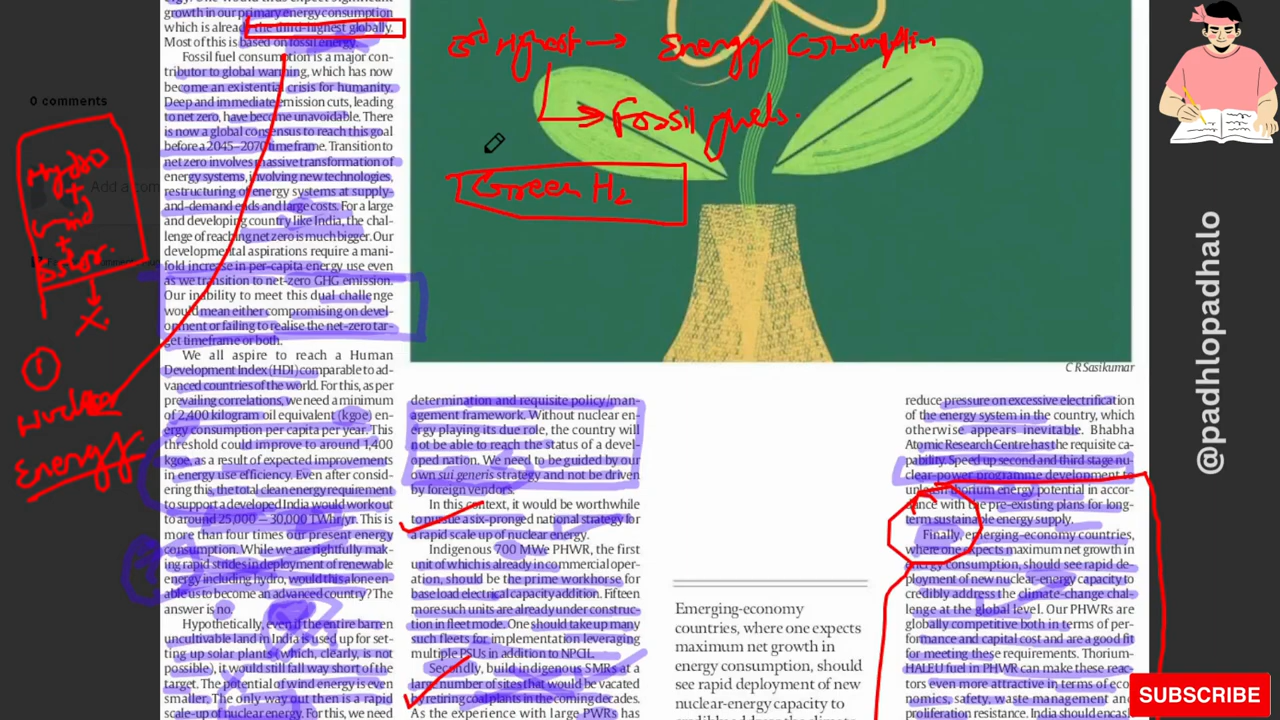 energy. One would thus expect significant
growth in our primary energy consumption
which is already the third-highest globally.
Most of this is based on fossil energy.
Fossil fuel consumption is a major con-
tributor to global warming, which has now
become an existential crisis for humanity.
Deep and immediate emission cuts, leading
to net zero, have become unavoidable. There
is now a global consensus to reach this goal
before a 2045–2070 time frame. Transition to
net zero involves massive transformation of
energy systems, involving new technologies,
restructuring of energy systems at supply-
and-demand ends and large costs. For a large
and developing country like India, the chal-
lenge of reaching net zero is much bigger. Our
developmental aspirations require a mani-
fold increase in per-capita energy use even
as we transition to net-zero GHG emission.
Our inability to meet this dual challenge
would mean either compromising on devel-
opment or failing to realise the net-zero tar-
get timeframe or both.
We all aspire to reach a Human
Development Index (HDI) comparable to ad-
vanced countries of the world. For this, as per
prevailing correlations, we need a minimum
of 2,400 kilogram oil equivalent (kgoe) en-
ergy consumption per capita per year. This
threshold could improve to around 1,400
kgoe, as a result of expected improvements
in energy use efficiency. Even after consid-
ering this, the total clean energy requirement
to support a developed India would work out
to around 25,000 — 30,000 TWhr/yr. This is
more than four times our present energy
consumption. While we are rightfully mak-
ing rapid strides in deployment of renewable
energy including hydro, would this alone en-
able us to become an advanced country? The
answer is no.
Hypothetically, even if the entire barren
uncultivable land in India is used up for set-
ting up solar plants (which, clearly, is not
possible), it would still fall way short of the
target. The potential of wind energy is even
smaller. The only way out then is a rapid
scale-up of nuclear energy. For this, we need
0 comments
Add a com
Hydro
+
+
X
1
Nuclear
Energy
3rd Highest → Energy Consumption
Fossil fuels.
Green H2
C R Sasikumar
determination and requisite policy/man-
agement framework. Without nuclear en-
ergy playing its due role, the country will
not be able to reach the status of a devel-
oped nation. We need to be guided by our
own sui generis strategy and not be driven
by foreign vendors.
In this context, it would be worthwhile
to pursue a six-pronged national strategy for
a rapid scale up of nuclear energy.
Indigenous 700 MWe PHWR, the first
unit of which is already in commercial oper-
ation, should be the prime workhorse for
base load electrical capacity addition. Fifteen
more such units are already under construc-
tion in fleet mode. One should take up many
such fleets for implementation leveraging
multiple PSUs in addition to NPCIL.
Secondly, build indigenous SMRs at a
large number of sites that would be vacated
by retiring coal plants in the coming decades.
As the experience with large PWRs has
Emerging-economy
countries, where one expects
maximum net growth in
energy consumption, should
see rapid deployment of new
nuclear-energy capacity to
credibly address the climate
reduce pressure on excessive electrification
of the energy system in the country, which
otherwise appears inevitable. Bhabha
Atomic Research Centre has the requisite ca-
pability. Speed up second and third stage nu-
clear-power programme development to
unleash thorium energy potential in accor-
dance with the pre-existing plans for long-
term sustainable energy supply.
Finally, emerging-economy countries,
where one expects maximum net growth in
energy consumption, should see rapid de-
ployment of new nuclear-energy capacity to
credibly address the climate-change chal-
lenge at the global level. Our PHWRs are
globally competitive both in terms of per-
formance and capital cost and are a good fit
for meeting these requirements. Thorium-
HALEU fuel in PHWR can make these reac-
tors even more attractive in terms of eco-
nomics, safety, waste management and
proliferation resistance. India should encash
@padhlopadhalo
SUBSCRIBE